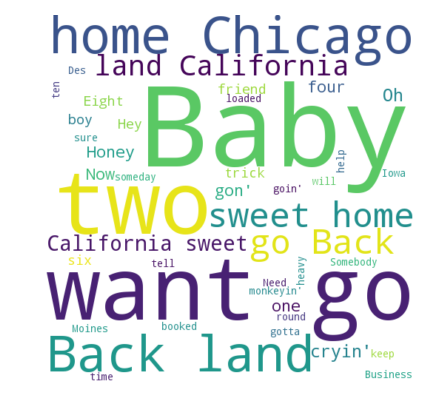 home Chicago
Des land California
ten Eight friend loaded four Oh
Baby
boy Hey
sure Honey help
Now someday trick gon' goin' will Iowa
two sweet home
California sweet go Back
six tell heavy Somebody
want go
Need monkeyin' one round
Moines booked gotta
Back land cryin' keep
time Business